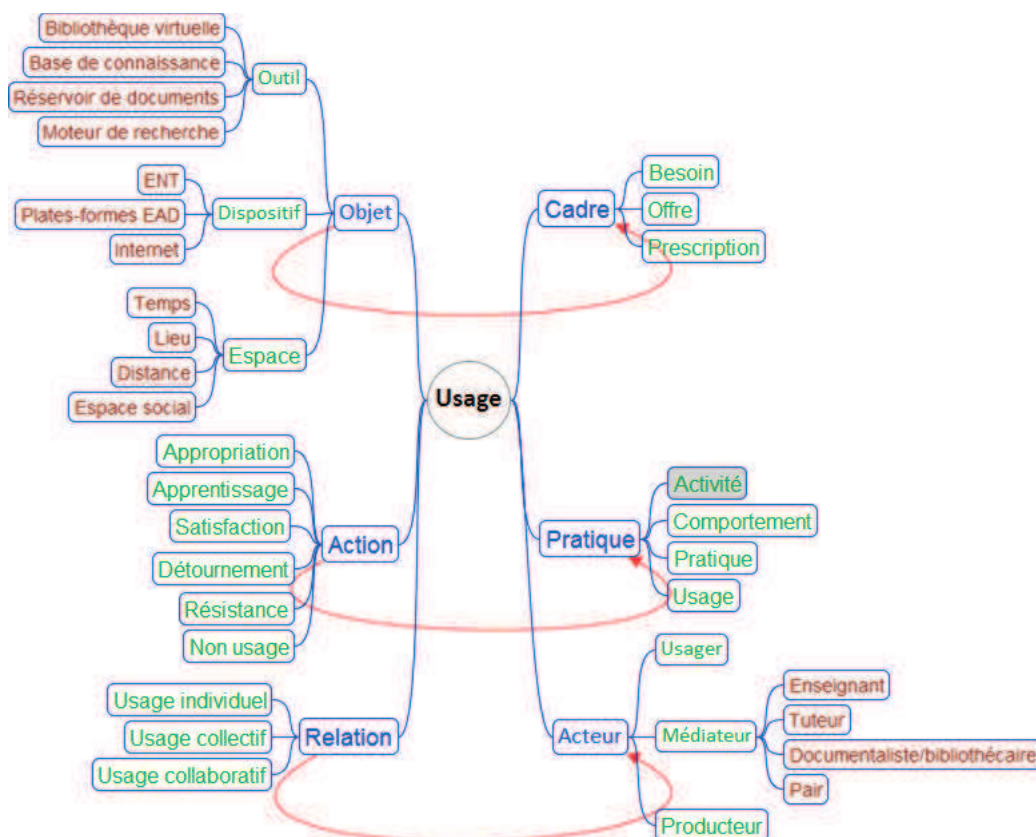 Bibliothèque virtuelle
Base de connaissance
Réservoir de documents
Moteur de recherche
Outil
ENT
Plates-formes EAD
Internet
Dispositif
Objet
Temps
Lieu
Distance
Espace social
Espace
Appropriation
Apprentissage
Satisfaction
Détournement
Résistance
Non usage
Action
Usage individuel
Usage collectif
Usage collaboratif
Relation
Usage
Cadre
Besoin
Offre
Prescription
Pratique
Activité
Comportement
Pratique
Usage
Acteur
Usager
Médiateur
Enseignant
Tuteur
Documentaliste/bibliothécaire
Pair
Producteur